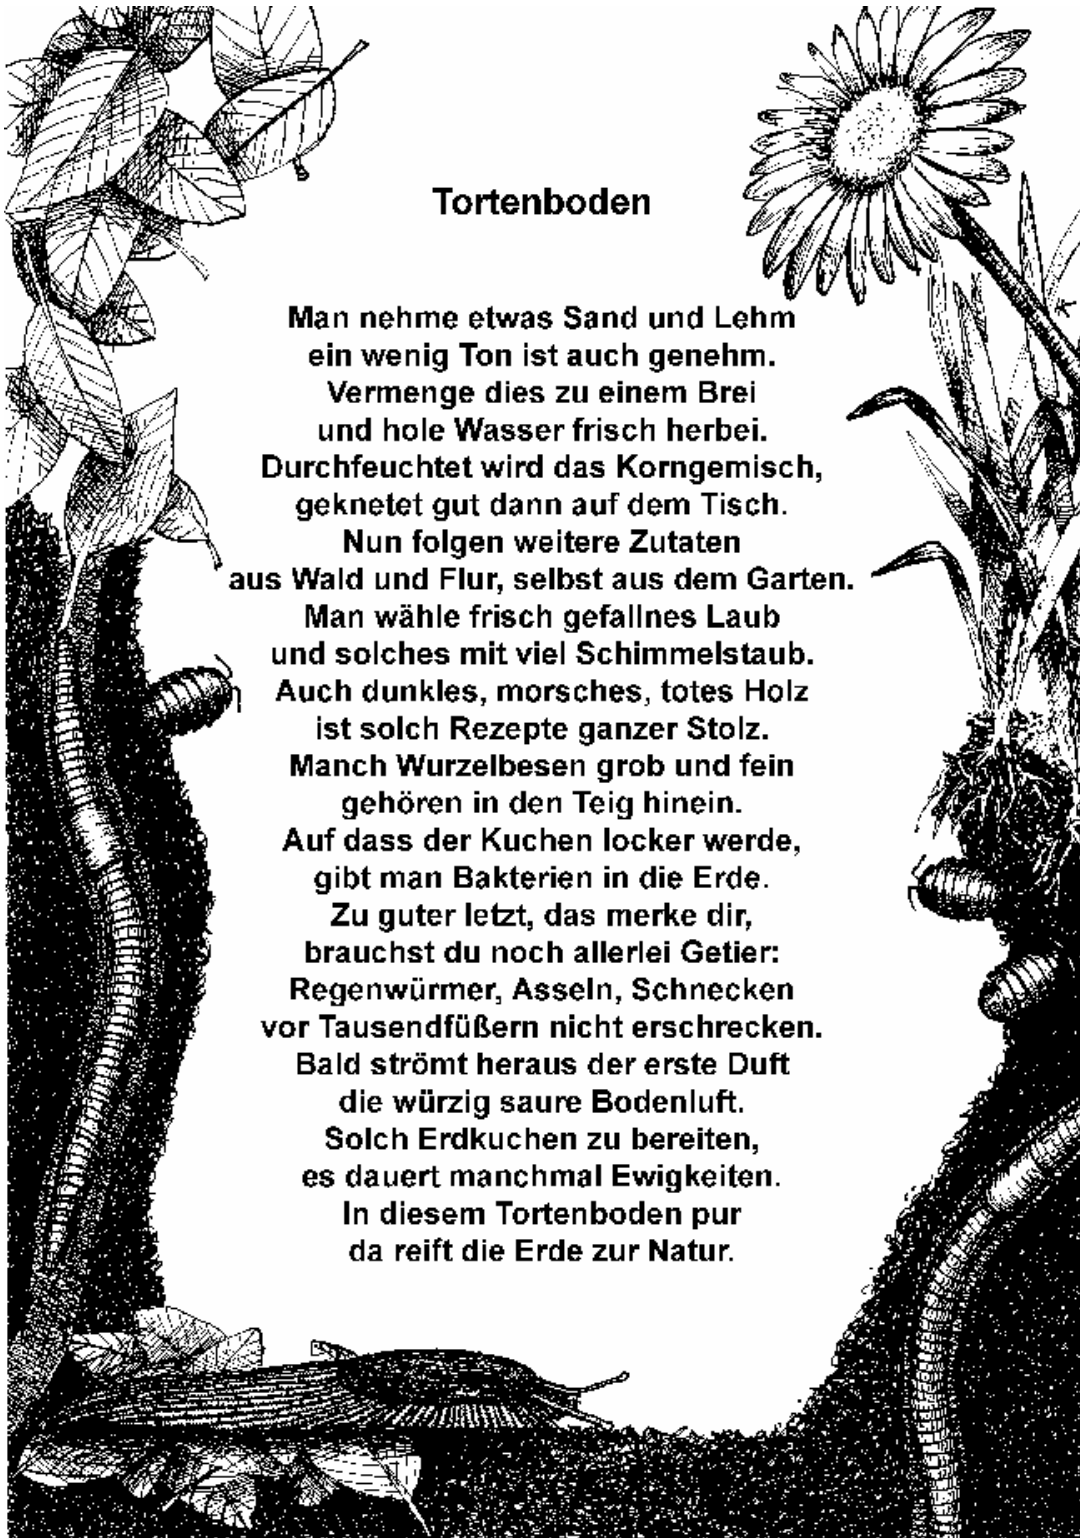 Tortenboden
Man nehme etwas Sand und Lehm
ein wenig Ton ist auch genehm.
Vermenge dies zu einem Brei
und hole Wasser frisch herbei.
Durchfeuchtet wird das Korngemisch,
geknetet gut dann auf dem Tisch.
Nun folgen weitere Zutaten
aus Wald und Flur, selbst aus dem Garten.
Man wähle frisch gefallnes Laub
und solches mit viel Schimmelstaub.
Auch dunkles, morsches, totes Holz
ist solch Rezepte ganzer Stolz.
Manch Wurzelbesen grob und fein
gehören in den Teig hinein.
Auf dass der Kuchen locker werde,
gibt man Bakterien in die Erde.
Zu guter letzt, das merke dir,
brauchst du noch allerlei Getier:
Regenwürmer, Asseln, Schnecken
vor Tausendfüßern nicht erschrecken.
Bald strömt heraus der erste Duft
die würzig saure Bodenluft.
Solch Erdkuchen zu bereiten,
es dauert manchmal Ewigkeiten.
In diesem Tortenboden pur
da reift die Erde zur Natur.